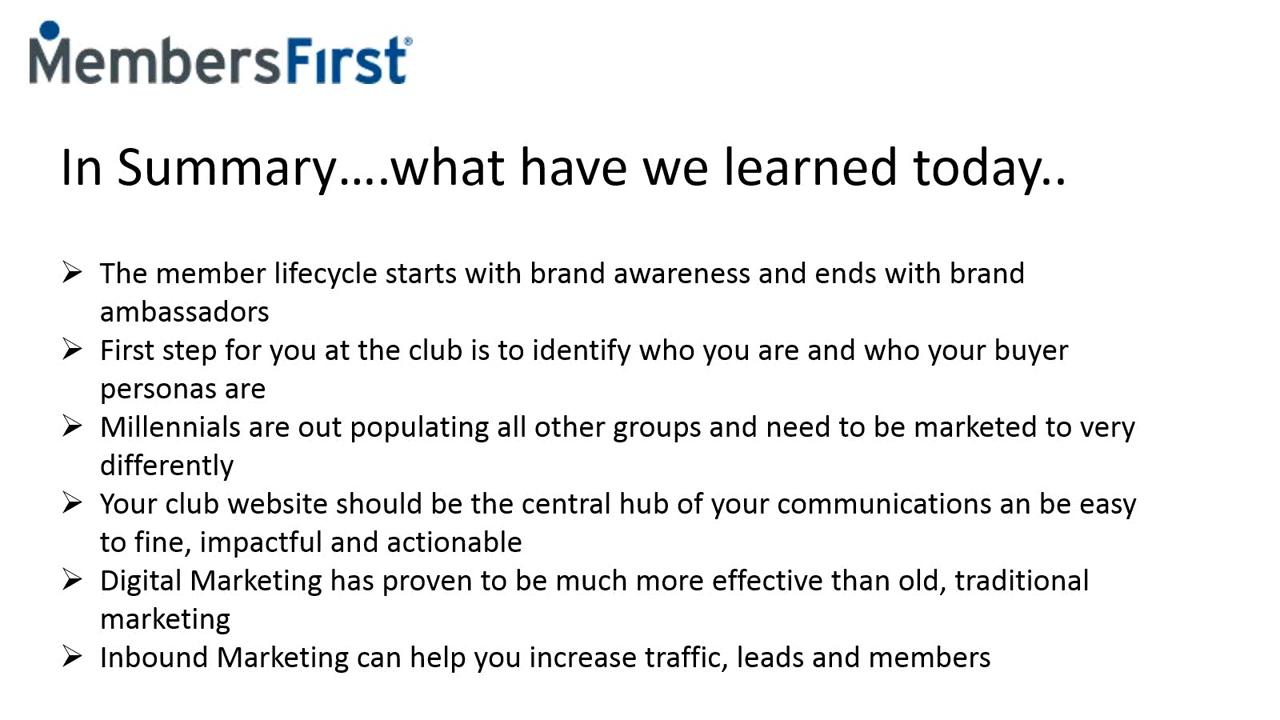 MembersFirst®
In Summary....what have we learned today..
➢ The member lifecycle starts with brand awareness and ends with brand
ambassadors
➢ First step for you at the club is to identify who you are and who your buyer
personas are
➢ Millennials are out populating all other groups and need to be marketed to very
differently
➢ Your club website should be the central hub of your communications an be easy
to fine, impactful and actionable
➢ Digital Marketing has proven to be much more effective than old, traditional
marketing
➢ Inbound Marketing can help you increase traffic, leads and members